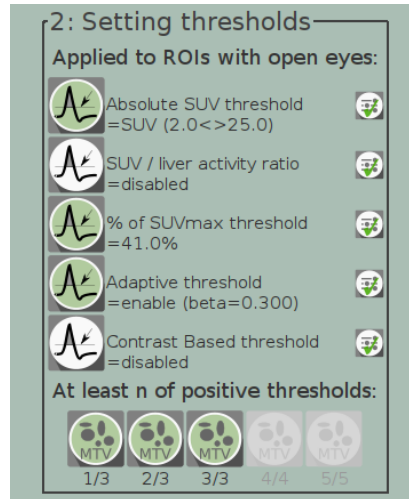 2: Setting thresholds
Applied to ROIs with open eyes:
Absolute SUV threshold
=SUV (2.0<>25.0)
SUV / liver activity ratio
=disabled
% of SUVmax threshold
=41.0%
Adaptive threshold
=enable (beta=0.300)
Contrast Based threshold
=disabled
At least n of positive thresholds:
MTV MTV MTV MTV MTV
1/3 2/3 3/3 4/4 5/5